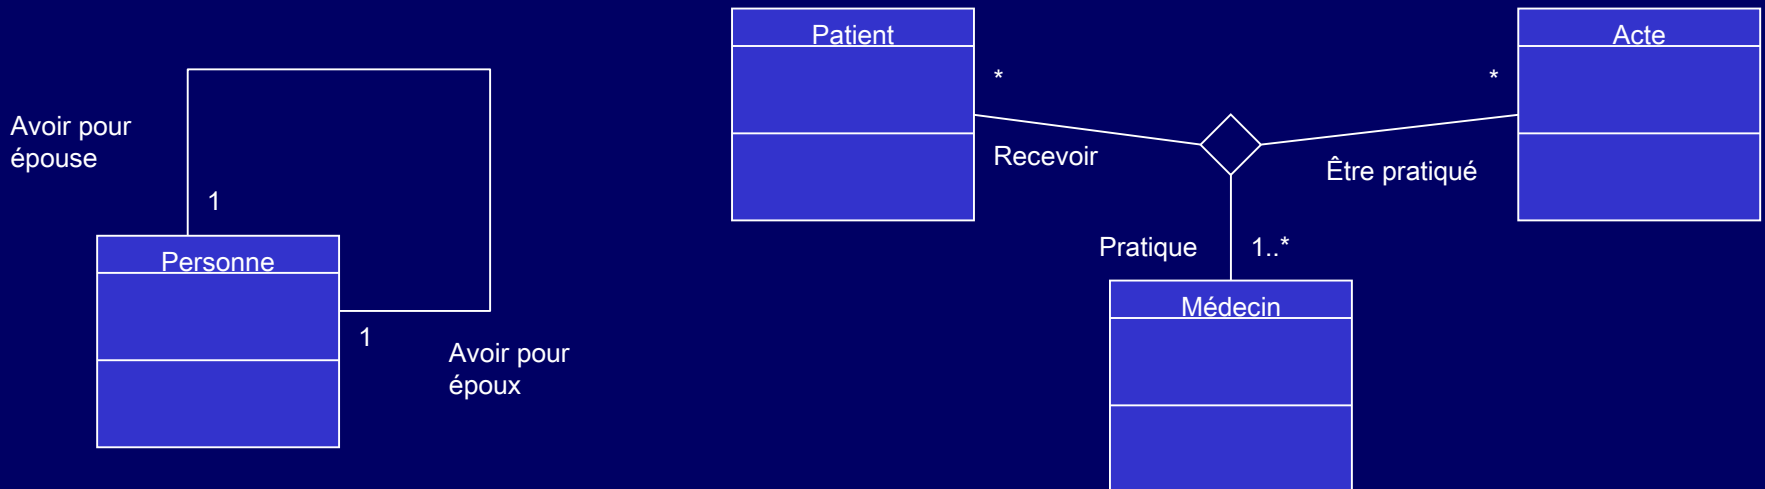 Avoir pour
épouse
1
Personne
1
Avoir pour
époux
Patient
*
Recevoir
Acte
*
Être pratiqué
Pratique
1..*
Médecin